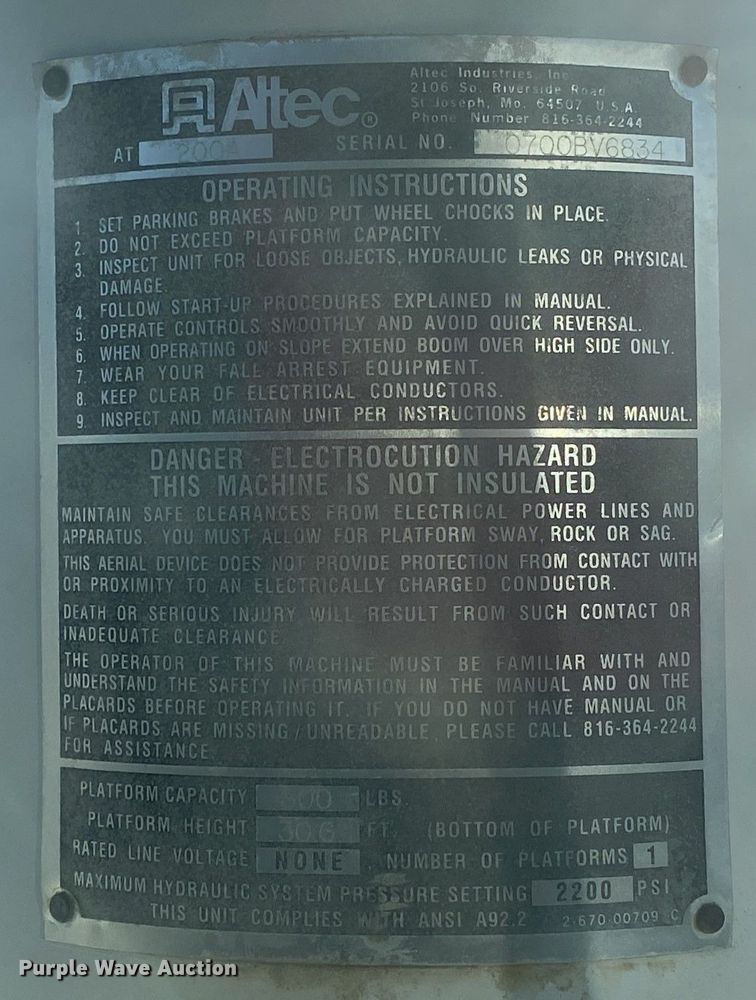 Altec®
Altec Industries, Inc.
2106 So. Riverside Road
St Joseph, Mo. 64507 U.S.A.
Phone Number 816-364-2244
AT 200A SERIAL NO. 0700BV6834
OPERATING INSTRUCTIONS
1. SET PARKING BRAKES AND PUT WHEEL CHOCKS IN PLACE.
2. DO NOT EXCEED PLATFORM CAPACITY.
3. INSPECT UNIT FOR LOOSE OBJECTS, HYDRAULIC LEAKS OR PHYSICAL
DAMAGE.
4. FOLLOW START-UP PROCEDURES EXPLAINED IN MANUAL.
5. OPERATE CONTROLS SMOOTHLY AND AVOID QUICK REVERSAL.
6. WHEN OPERATING ON SLOPE EXTEND BOOM OVER HIGH SIDE ONLY.
7. WEAR YOUR FALL ARREST EQUIPMENT.
8. KEEP CLEAR OF ELECTRICAL CONDUCTORS.
9. INSPECT AND MAINTAIN UNIT PER INSTRUCTIONS GIVEN IN MANUAL.
DANGER - ELECTROCUTION HAZARD
THIS MACHINE IS NOT INSULATED
MAINTAIN SAFE CLEARANCES FROM ELECTRICAL POWER LINES AND
APPARATUS. YOU MUST ALLOW FOR PLATFORM SWAY, ROCK OR SAG.
THIS AERIAL DEVICE DOES NOT PROVIDE PROTECTION FROM CONTACT WITH
OR PROXIMITY TO AN ELECTRICALLY CHARGED CONDUCTOR.
DEATH OR SERIOUS INJURY WILL RESULT FROM SUCH CONTACT OR
INADEQUATE CLEARANCE.
THE OPERATOR OF THIS MACHINE MUST BE FAMILIAR WITH AND
UNDERSTAND THE SAFETY INFORMATION IN THE MANUAL AND ON THE
PLACARDS BEFORE OPERATING IT. IF YOU DO NOT HAVE MANUAL OR
IF PLACARDS ARE MISSING/UNREADABLE, PLEASE CALL 816-364-2244
FOR ASSISTANCE.
PLATFORM CAPACITY 300 LBS.
PLATFORM HEIGHT 30.6 FT. (BOTTOM OF PLATFORM)
RATED LINE VOLTAGE NONE. NUMBER OF PLATFORMS 1
MAXIMUM HYDRAULIC SYSTEM PRESSURE SETTING 2200 PSI
THIS UNIT COMPLIES WITH ANSI A92.2 2-670-00709 C
Purple Wave Auction